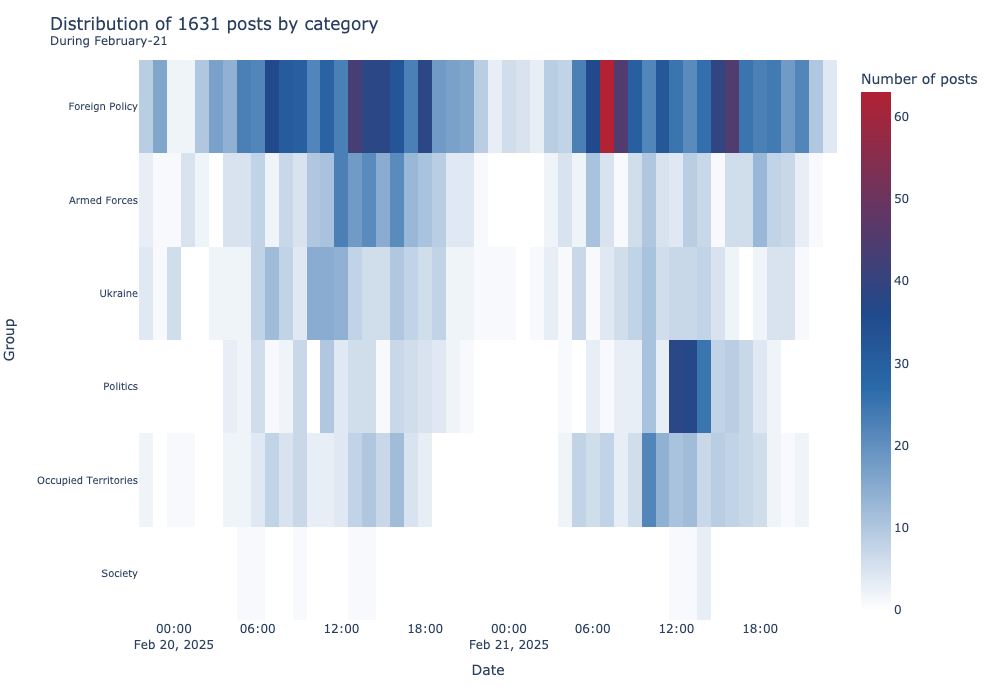 Distribution of 1631 posts by category
During February-21
Number of posts
Foreign Policy
Armed Forces
Ukraine
Politics
Occupied Territories
Society
Group
60
50
40
30
20
10
0
00:00 06:00 12:00 18:00 00:00 06:00 12:00 18:00
Feb 20, 2025 Feb 21, 2025
Date